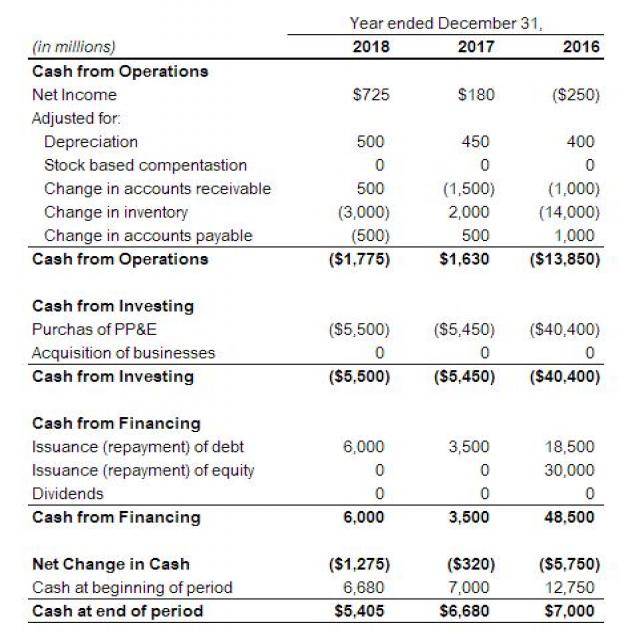 Year ended December 31,
(in millions) 2018 2017 2016
Cash from Operations
Net Income $725 $180 ($250)
Adjusted for:
Depreciation 500 450 400
Stock based compentastion 0 0 0
Change in accounts receivable 500 (1,500) (1,000)
Change in inventory (3,000) 2,000 (14,000)
Change in accounts payable (500) 500 1,000
Cash from Operations ($1,775) $1,630 ($13,850)
Cash from Investing
Purchas of PP&E ($5,500) ($5,450) ($40,400)
Acquisition of businesses 0 0 0
Cash from Investing ($5,500) ($5,450) ($40,400)
Cash from Financing
Issuance (repayment) of debt 6,000 3,500 18,500
Issuance (repayment) of equity 0 0 30,000
Dividends 0 0 0
Cash from Financing 6,000 3,500 48,500
Net Change in Cash ($1,275) ($320) ($5,750)
Cash at beginning of period 6,680 7,000 12,750
Cash at end of period $5,405 $6,680 $7,000